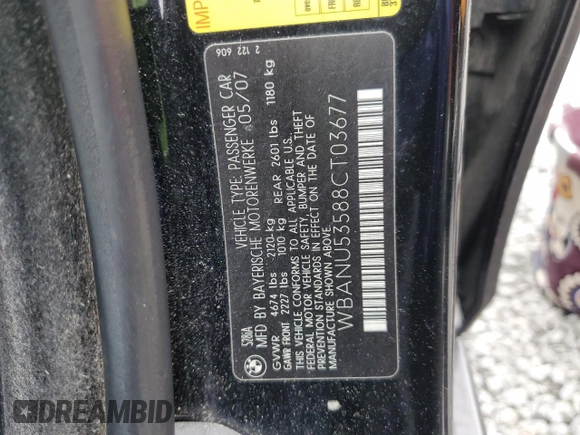 IMP
2 122 606
528iA VEHICLE TYPE: PASSENGER CAR
MFD BY BAYERISCHE MOTORENWERKE 05/07
GVWR 4674 lbs 2120 kg
GAWR FRONT 2227 lbs 1010 kg REAR 2601 lbs 1180 kg
THIS VEHICLE CONFORMS TO ALL APPLICABLE U.S.
FEDERAL MOTOR VEHICLE SAFETY, BUMPER AND THEFT
PREVENTION STANDARDS IN EFFECT ON THE DATE OF
MANUFACTURE SHOWN ABOVE.
WBANU53588CT03677
DREAMBID